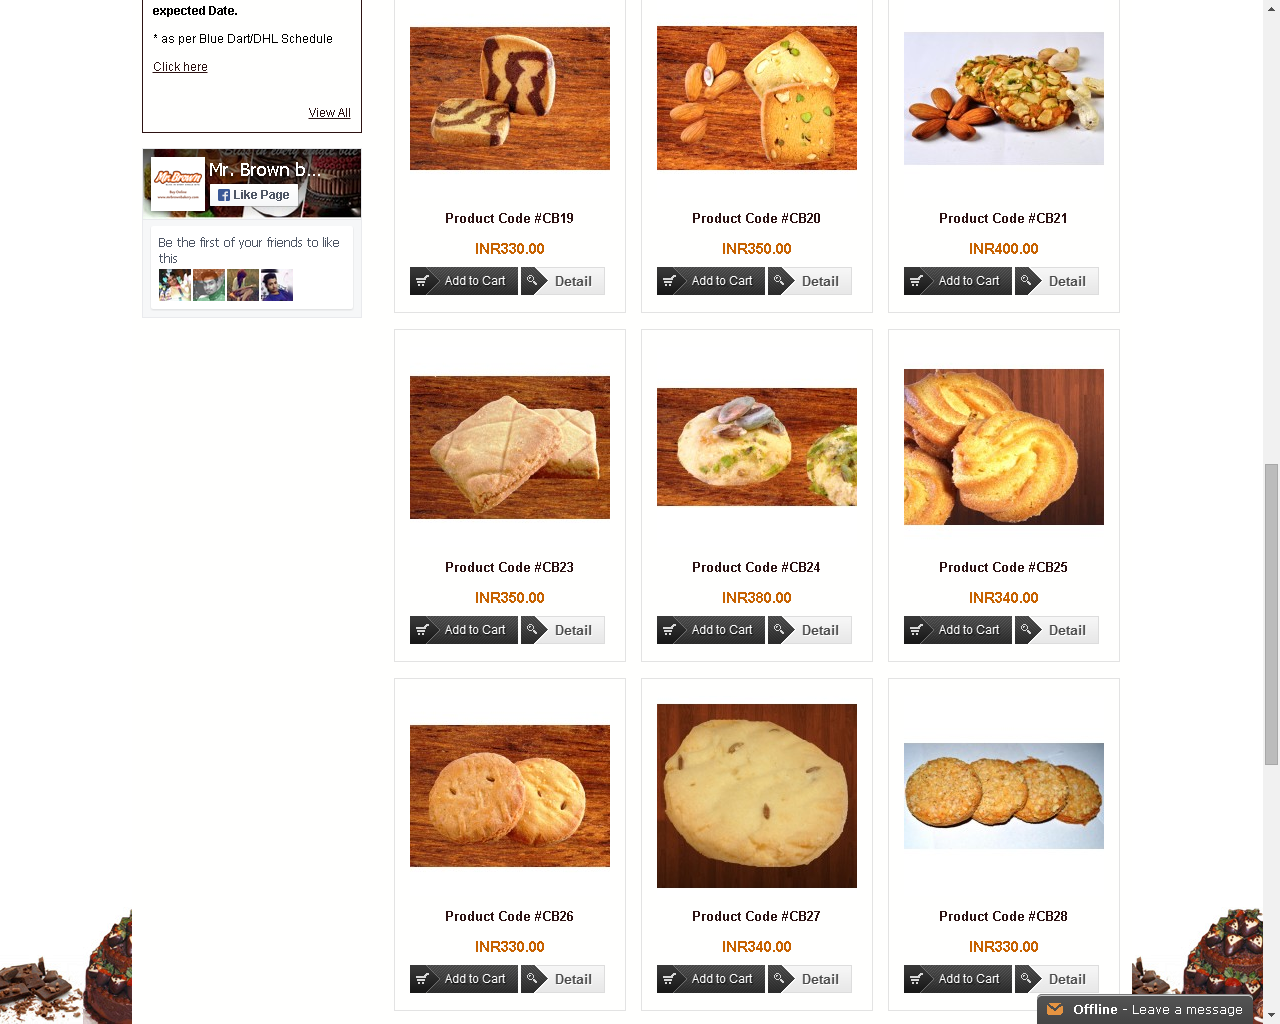 expected Date.
* as per Blue Dart/DHL Schedule
Click here
View All
Mr. Brown
Mr. Brown b...
Like Page
Be the first of your friends to like
this
Product Code #CB19
INR330.00
Add to Cart
Detail
Product Code #CB20
INR350.00
Add to Cart
Detail
Product Code #CB21
INR400.00
Add to Cart
Detail
Product Code #CB23
INR350.00
Add to Cart
Detail
Product Code #CB24
INR380.00
Add to Cart
Detail
Product Code #CB25
INR340.00
Add to Cart
Detail
Product Code #CB26
INR330.00
Add to Cart
Detail
Product Code #CB27
INR340.00
Add to Cart
Detail
Product Code #CB28
INR330.00
Add to Cart
Detail
Offline - Leave a message